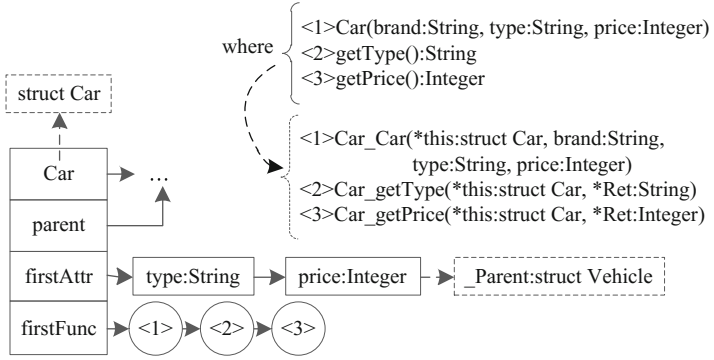 <1>Car(brand:String, type:String, price:Integer)
where
<2>getType():String
<3>getPrice():Integer
struct Car
<1>Car_Car(*this:struct Car, brand:String,
type:String, price:Integer)
<2>Car_getType(*this:struct Car, *Ret:String)
<3>Car_getPrice(*this:struct Car, *Ret:Integer)
Car
...
parent
firstAttr
type:String
price:Integer
_Parent:struct Vehicle
firstFunc
<1>
<2>
<3>